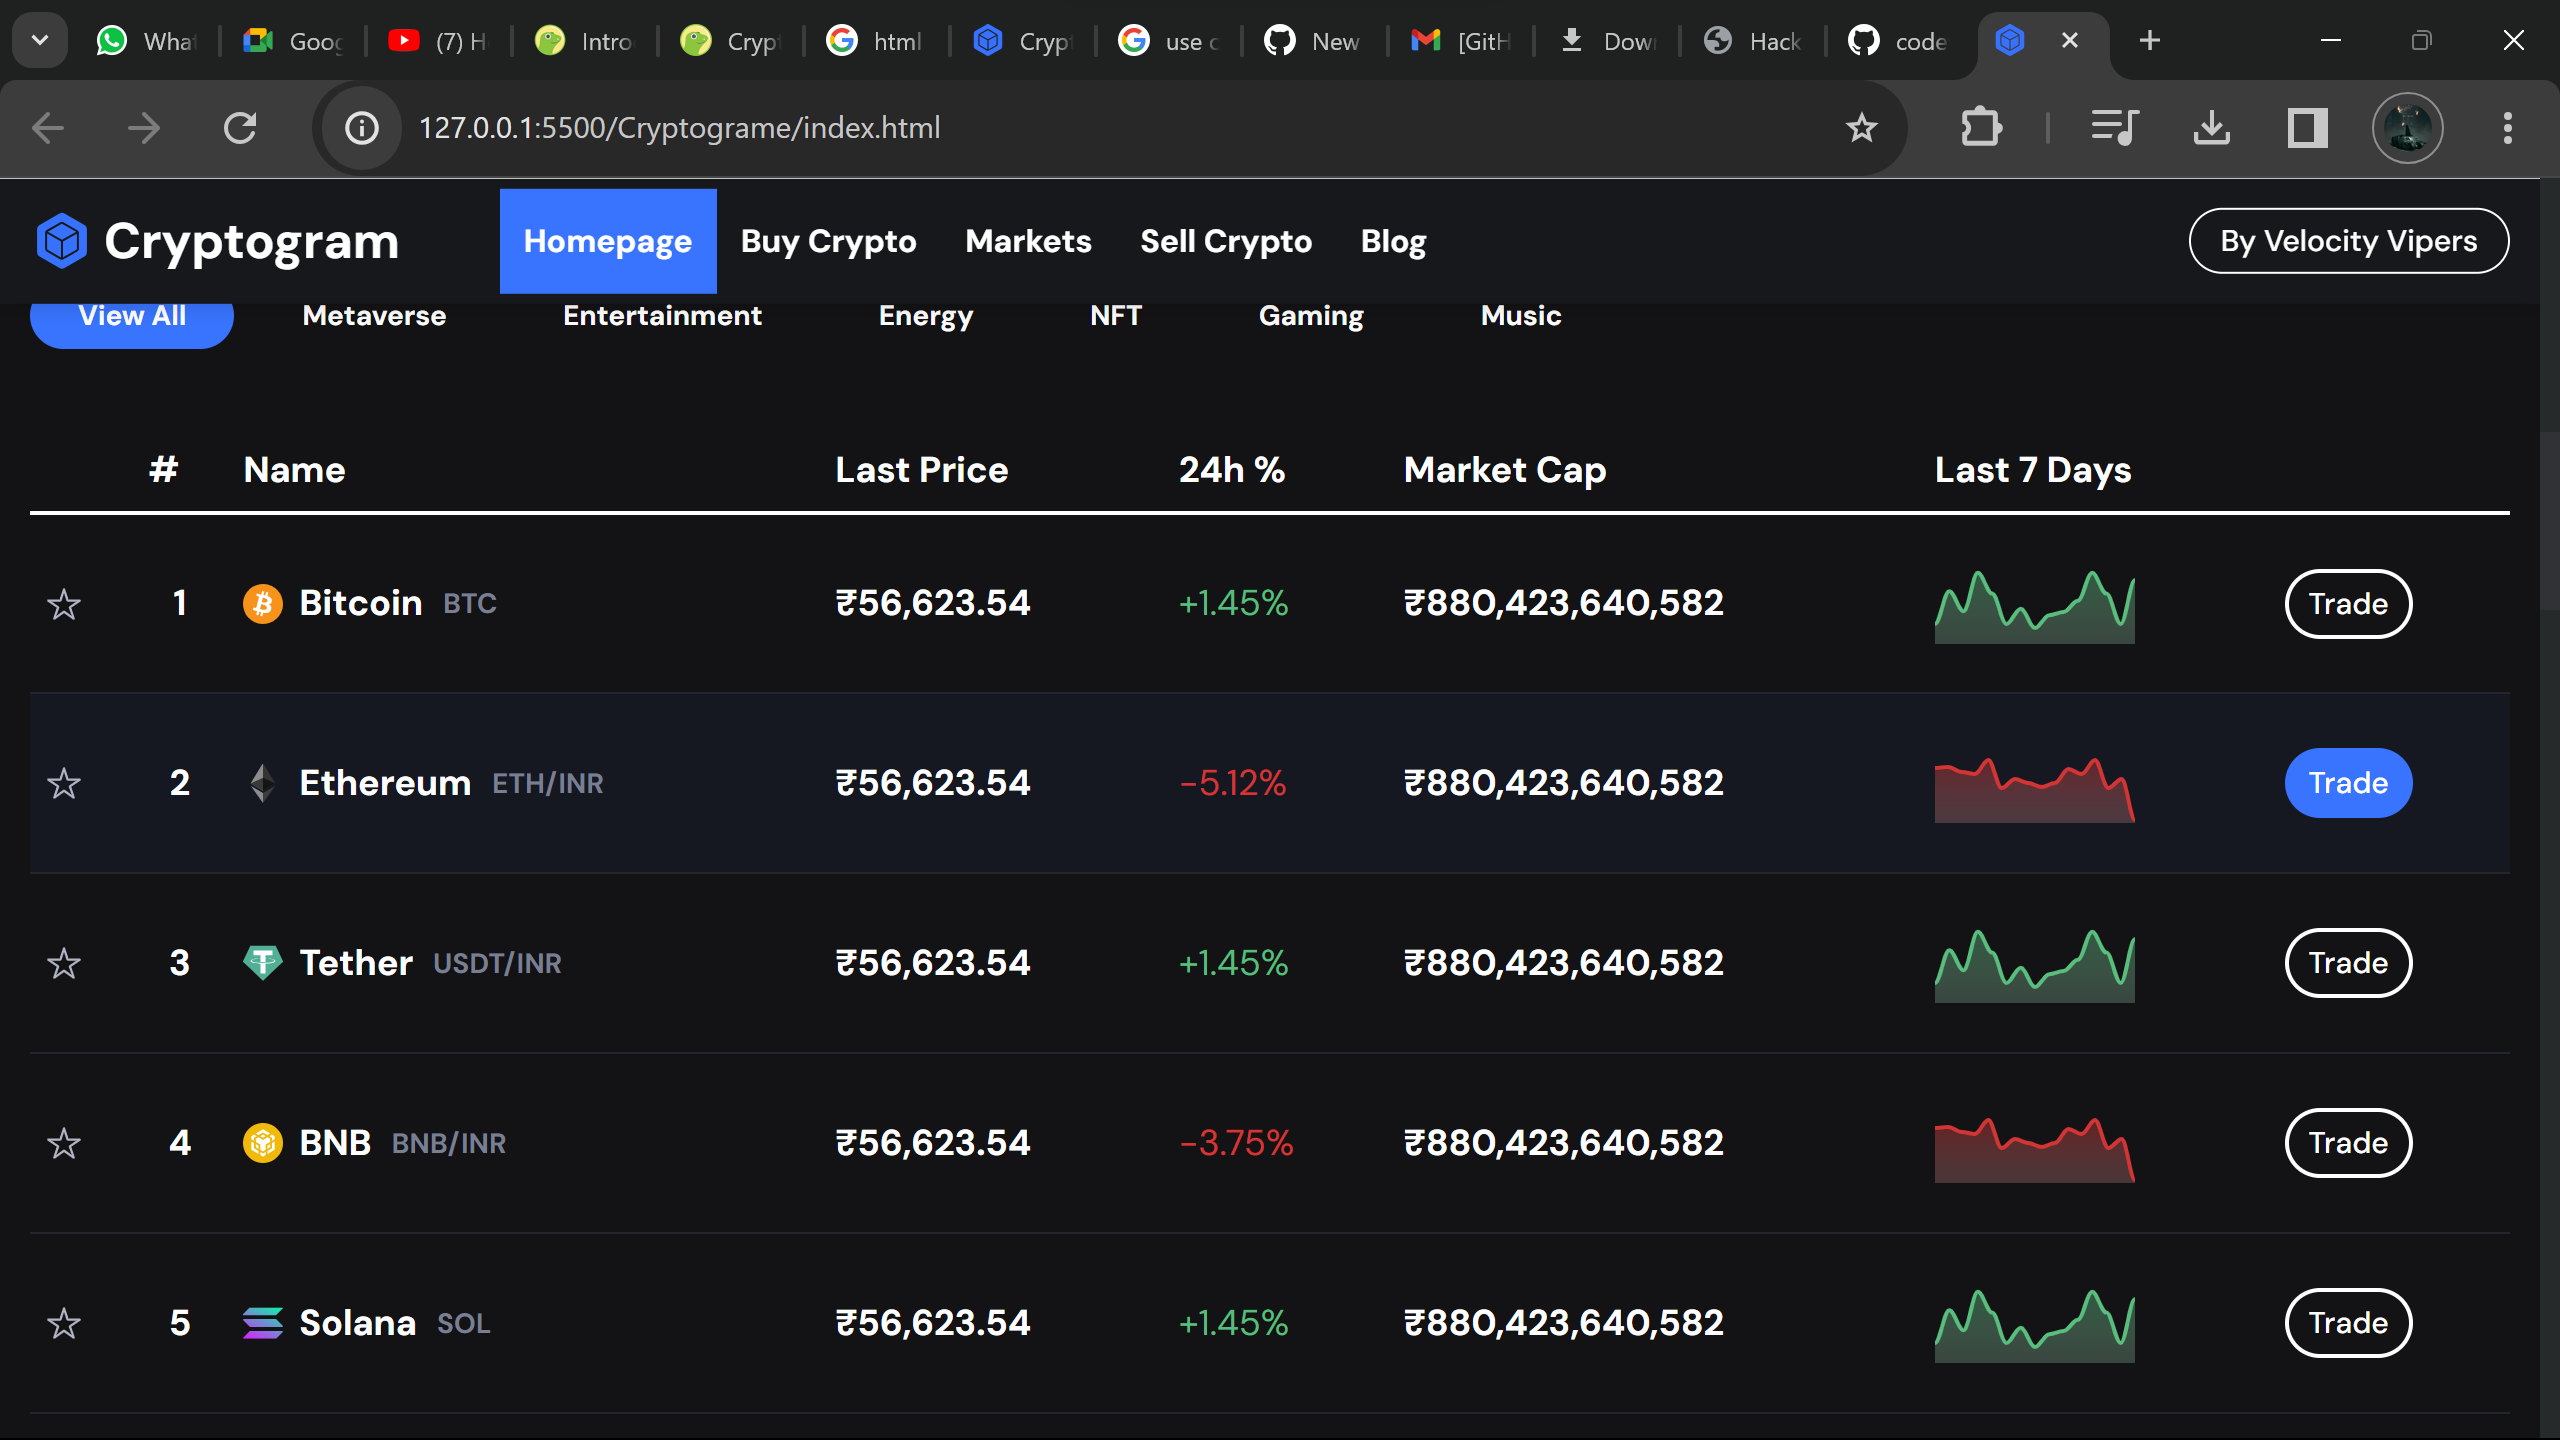 What
Goog
(7) H
Intro
Cryp
html
Cryp
use c
New
[GitH
Down
Hack
code
127.0.0.1:5500/Cryptograme/index.html
Cryptogram
Homepage
Buy Crypto
Markets
Sell Crypto
Blog
By Velocity Vipers
View All
Metaverse
Entertainment
Energy
NFT
Gaming
Music
# Name Last Price 24h % Market Cap Last 7 Days
1 Bitcoin BTC ₹56,623.54 +1.45% ₹880,423,640,582 Trade
2 Ethereum ETH/INR ₹56,623.54 -5.12% ₹880,423,640,582 Trade
3 Tether USDT/INR ₹56,623.54 +1.45% ₹880,423,640,582 Trade
4 BNB BNB/INR ₹56,623.54 -3.75% ₹880,423,640,582 Trade
5 Solana SOL ₹56,623.54 +1.45% ₹880,423,640,582 Trade